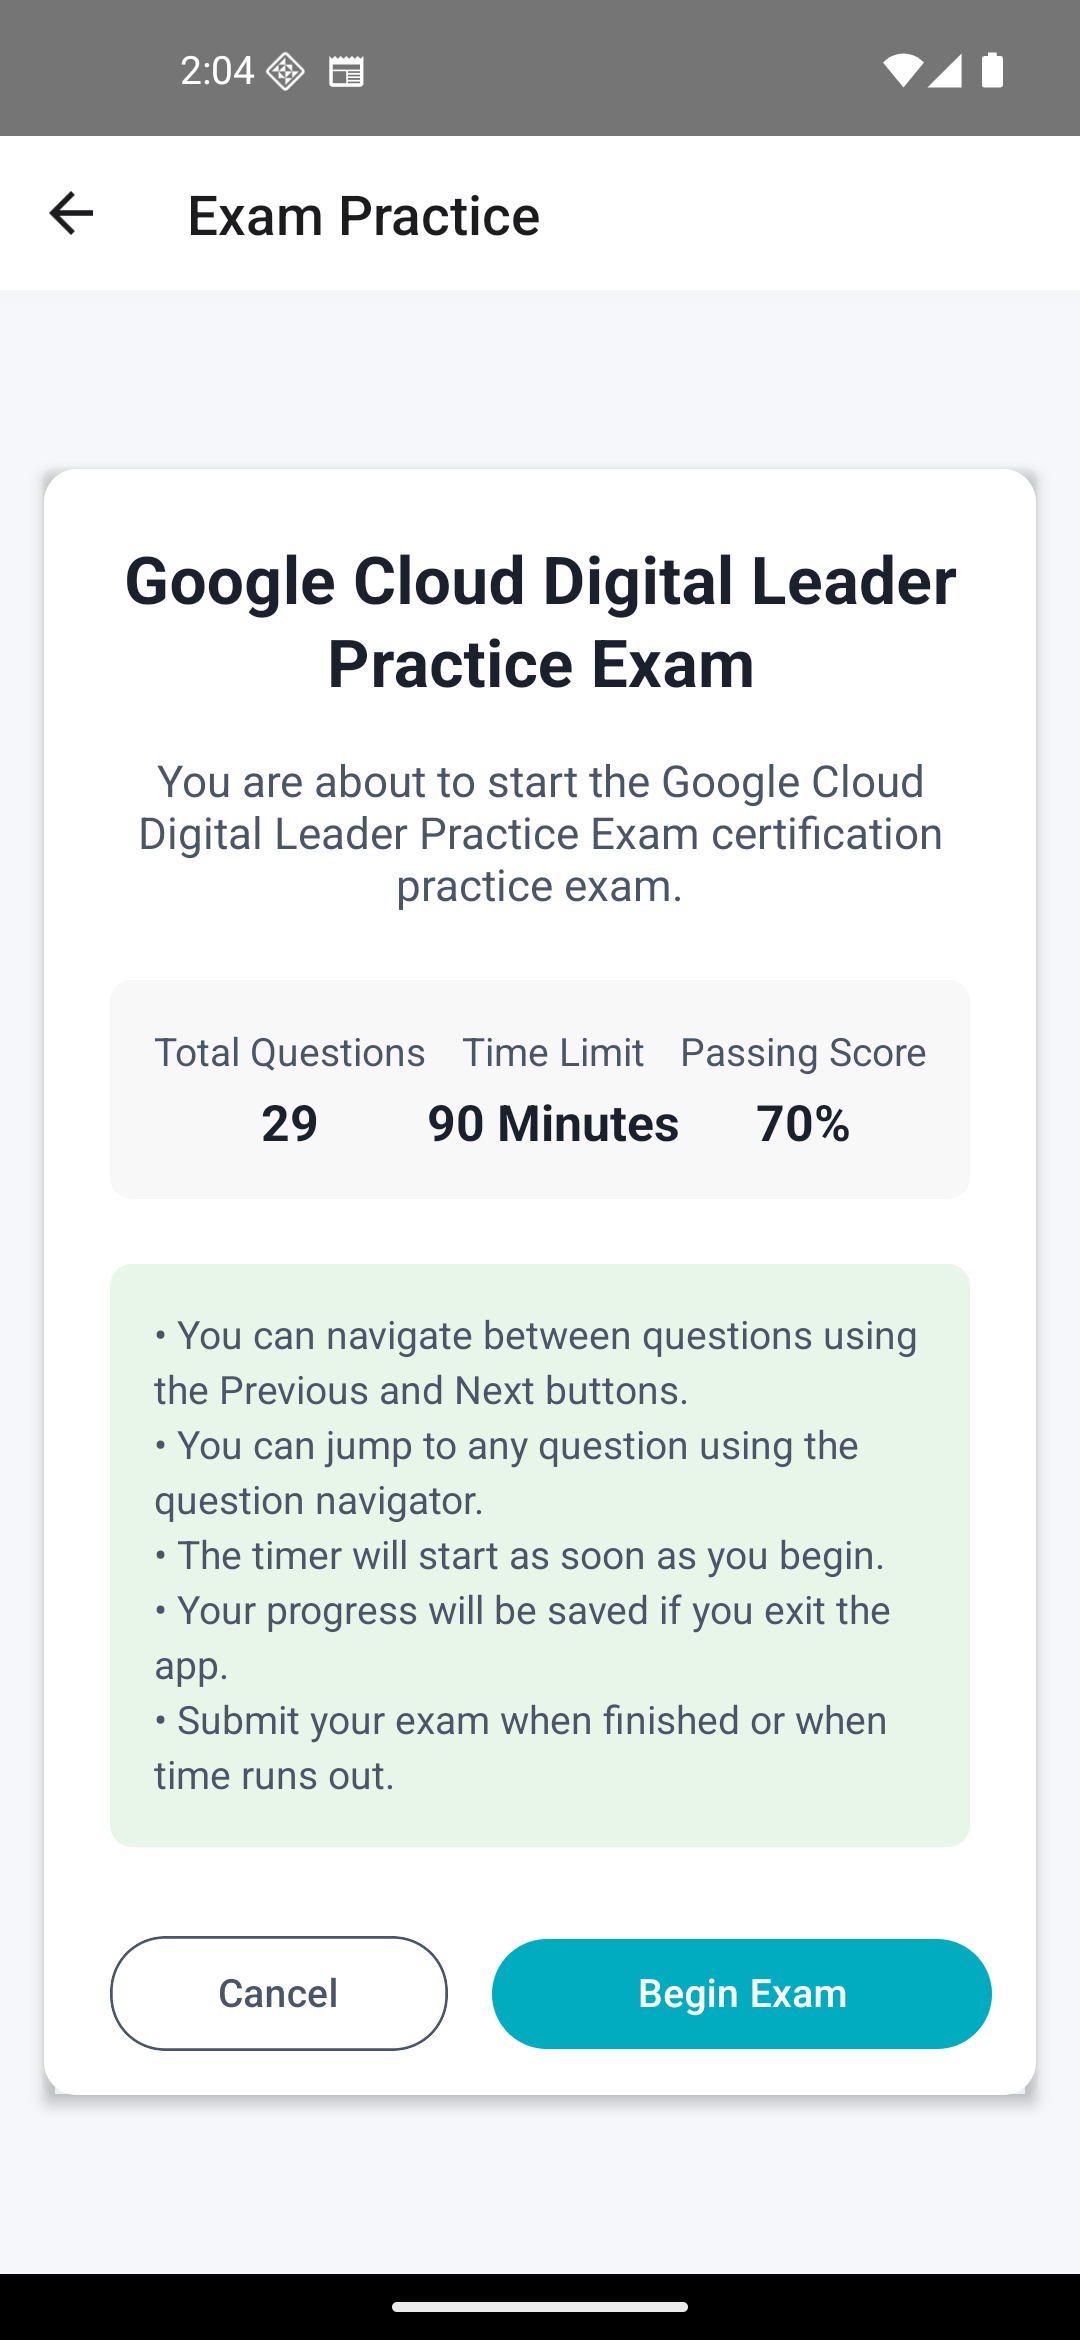 2:04
Exam Practice
Google Cloud Digital Leader
Practice Exam
You are about to start the Google Cloud
Digital Leader Practice Exam certification
practice exam.
Total Questions Time Limit Passing Score
29 90 Minutes 70%
• You can navigate between questions using
the Previous and Next buttons.
• You can jump to any question using the
question navigator.
• The timer will start as soon as you begin.
• Your progress will be saved if you exit the
app.
• Submit your exam when finished or when
time runs out.
Cancel Begin Exam